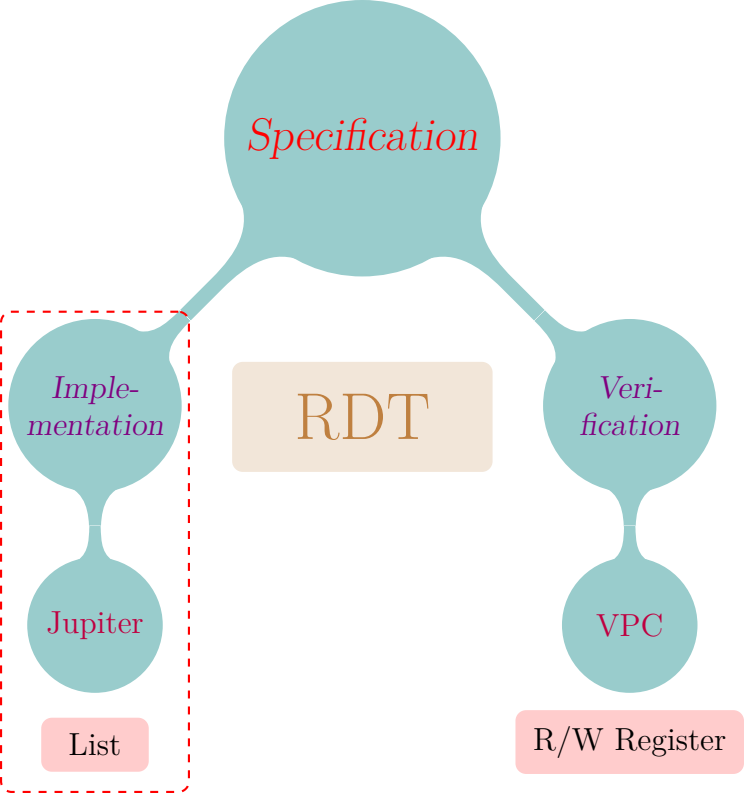 Specification
Imple-
mentation
RDT
Veri-
fication
Jupiter
VPC
List
R/W Register